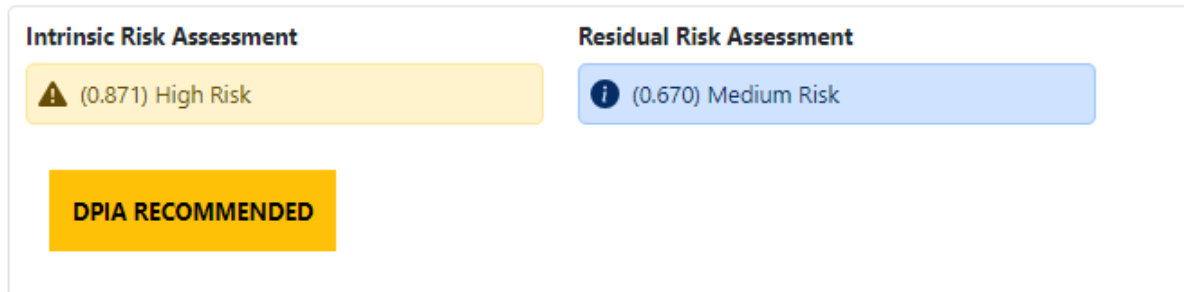 Intrinsic Risk Assessment
Residual Risk Assessment
(0.871) High Risk
(0.670) Medium Risk
DPIA RECOMMENDED